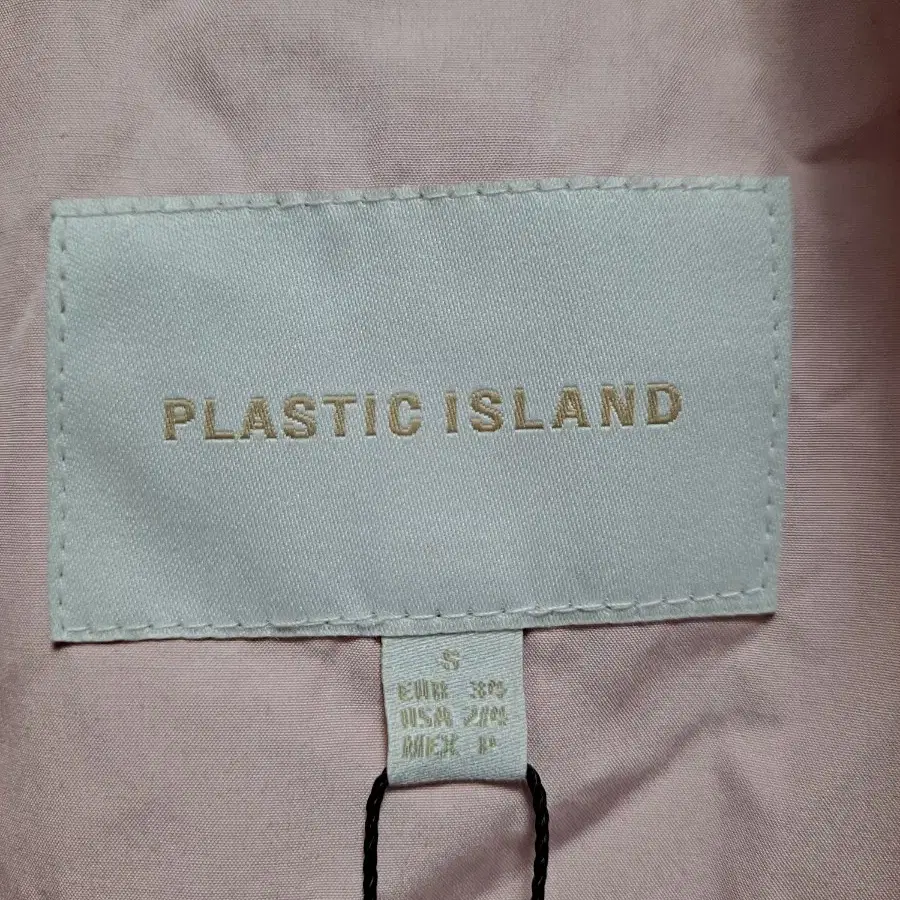 PLASTIC ISLAND
S
EUR 36
USA 2/4
MEX P